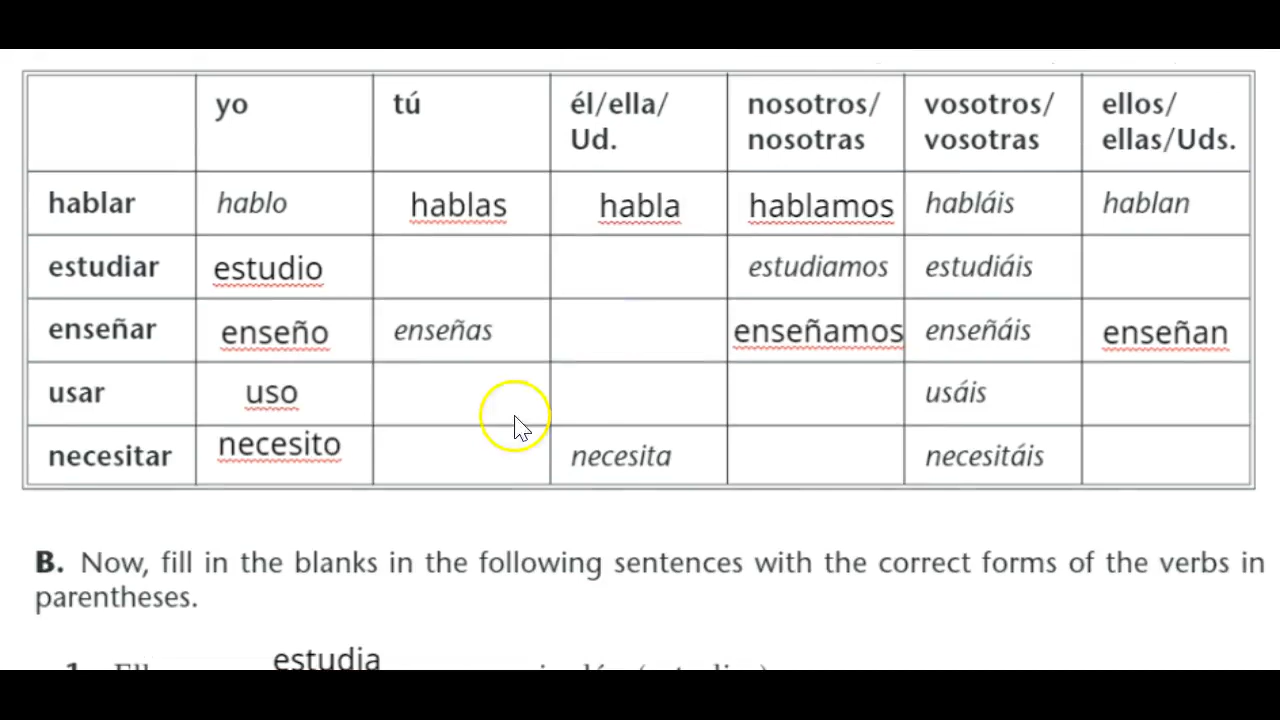 yo tú él/ella/ nosotros/ vosotros/ ellos/
Ud. nosotras vosotras ellas/Uds.
hablar hablo hablas habla hablamos habláis hablan
estudiar estudio estudiamos estudiáis
enseñar enseño enseñas enseñamos enseñáis enseñan
usar uso usáis
necesitar necesito necesita necesitáis
B. Now, fill in the blanks in the following sentences with the correct forms of the verbs in
parentheses.
estudia